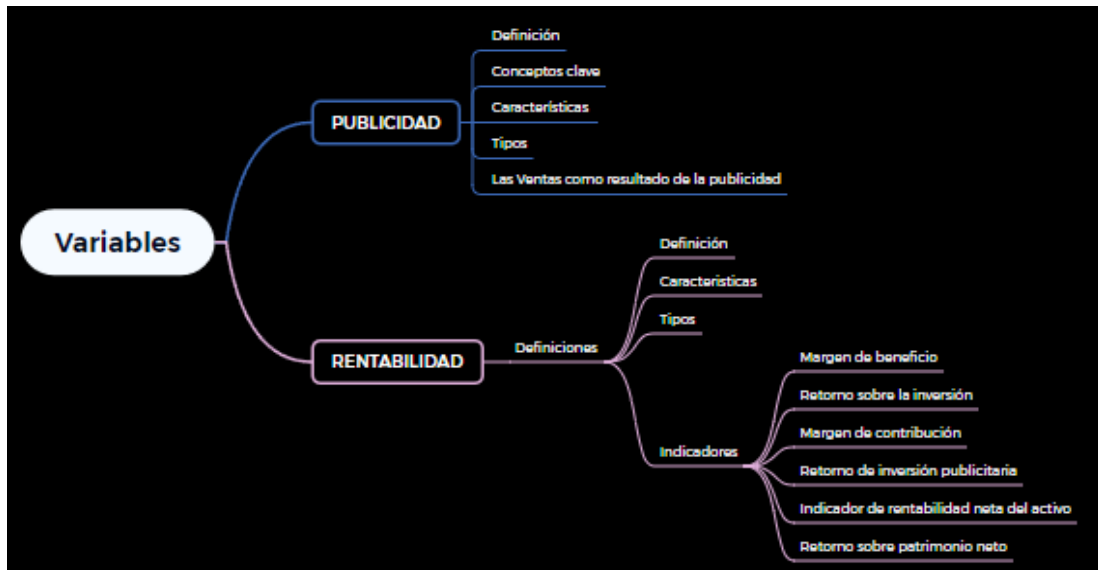 Variables
PUBLICIDAD
Definición
Conceptos clave
Características
Tipos
Las Ventas como resultado de la publicidad
RENTABILIDAD
Definiciones
Definición
Caracteristicas
Tipos
Indicadores
Margen de beneficio
Retorno sobre la inversión
Margen de contribución
Retorno de inversión publicitaria
Indicador de rentabilidad neta del activo
Retorno sobre patrimonio neto